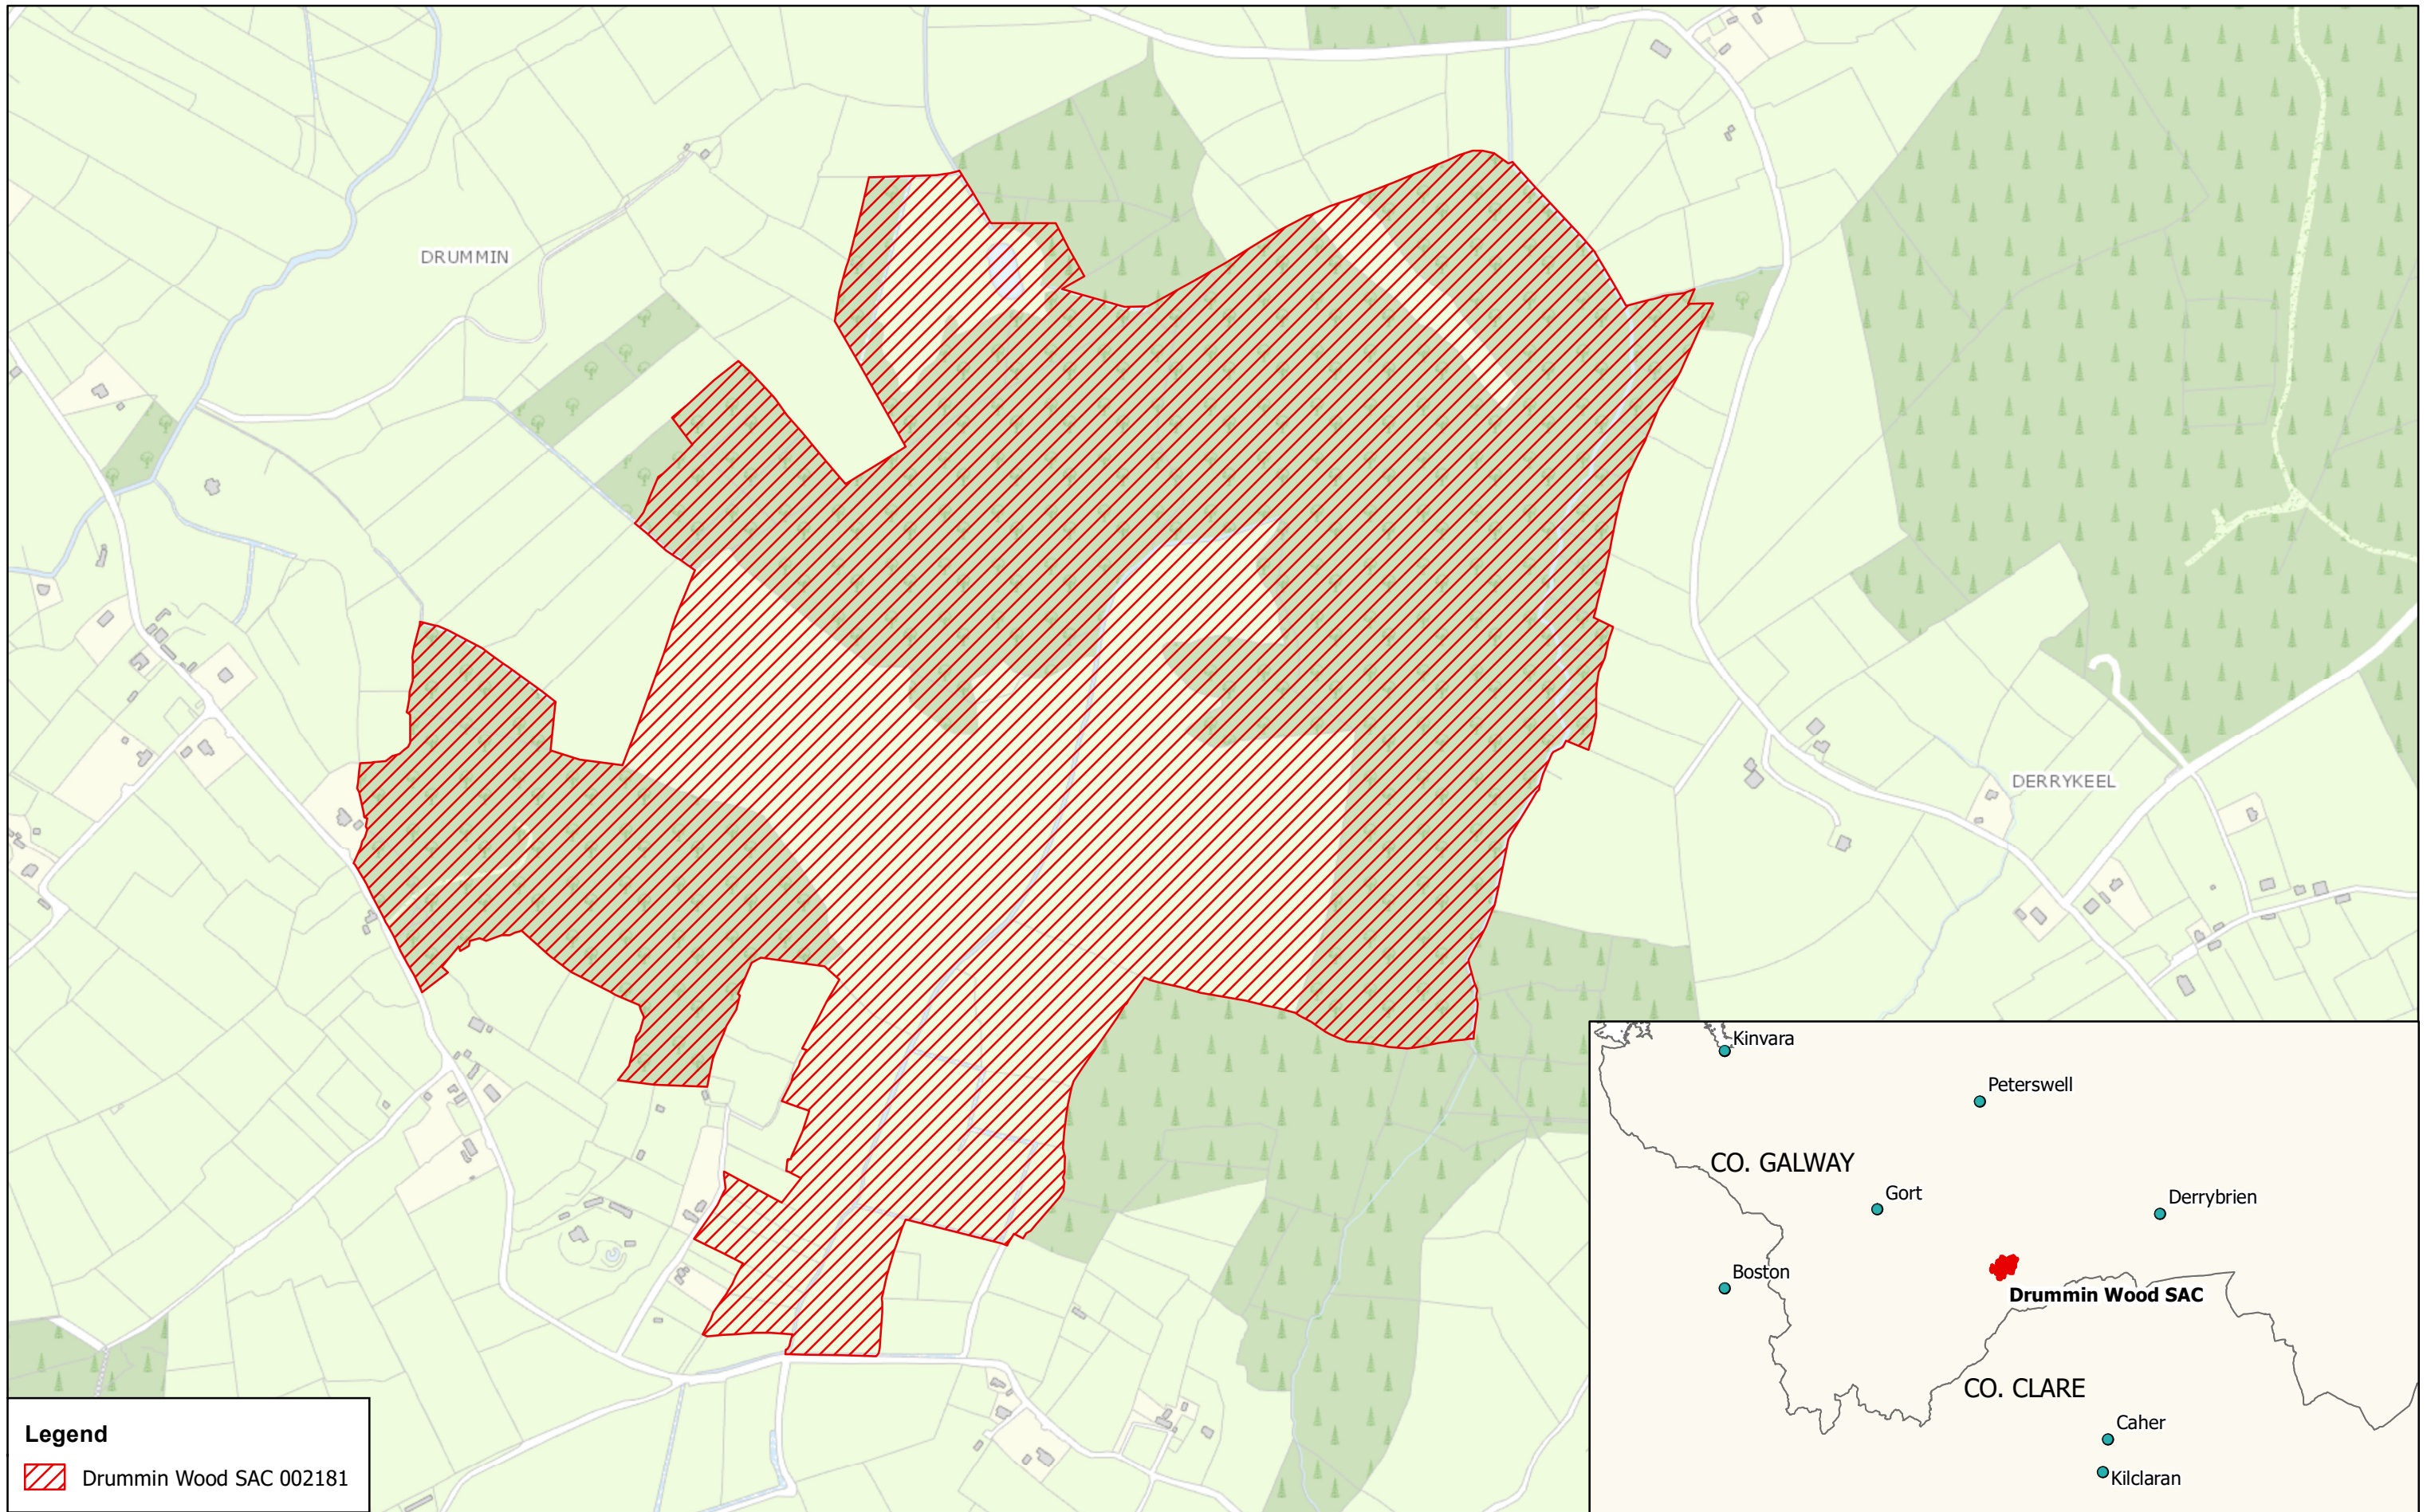 DRUMMIN
DERRYKEEL
Kinvara
Peterswell
CO. GALWAY
Gort
Derrybrien
Boston
Drummin Wood SAC
CO. CLARE
Caher
Kilclaran
Legend
Drummin Wood SAC 002181